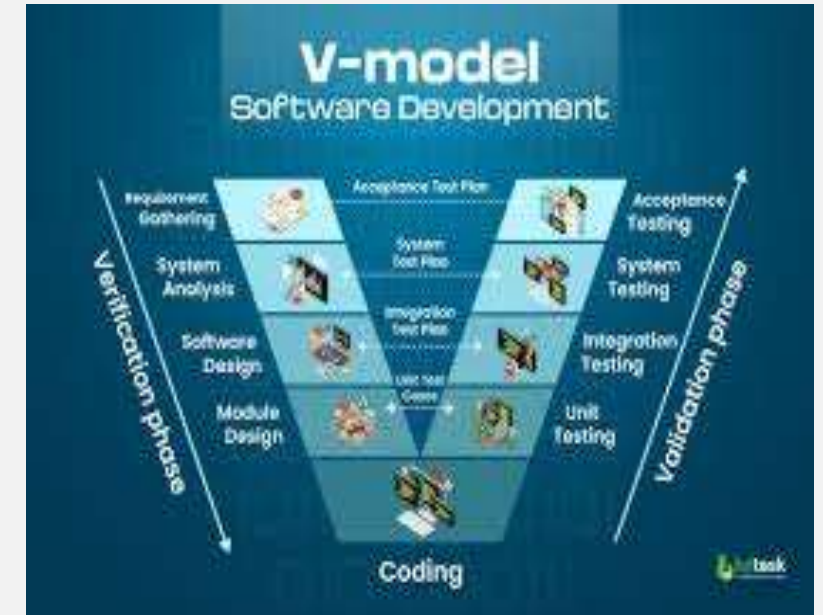 V-model
Software Development
Requirement
Gathering
Acceptance Test Plan
Acceptance
Testing
System
Analysis
System
Test Plan
System
Testing
Software
Design
Integration
Test Plan
Integration
Testing
Module
Design
Unit Test
Cases
Unit
Testing
Verification phase
Validation phase
Coding
task